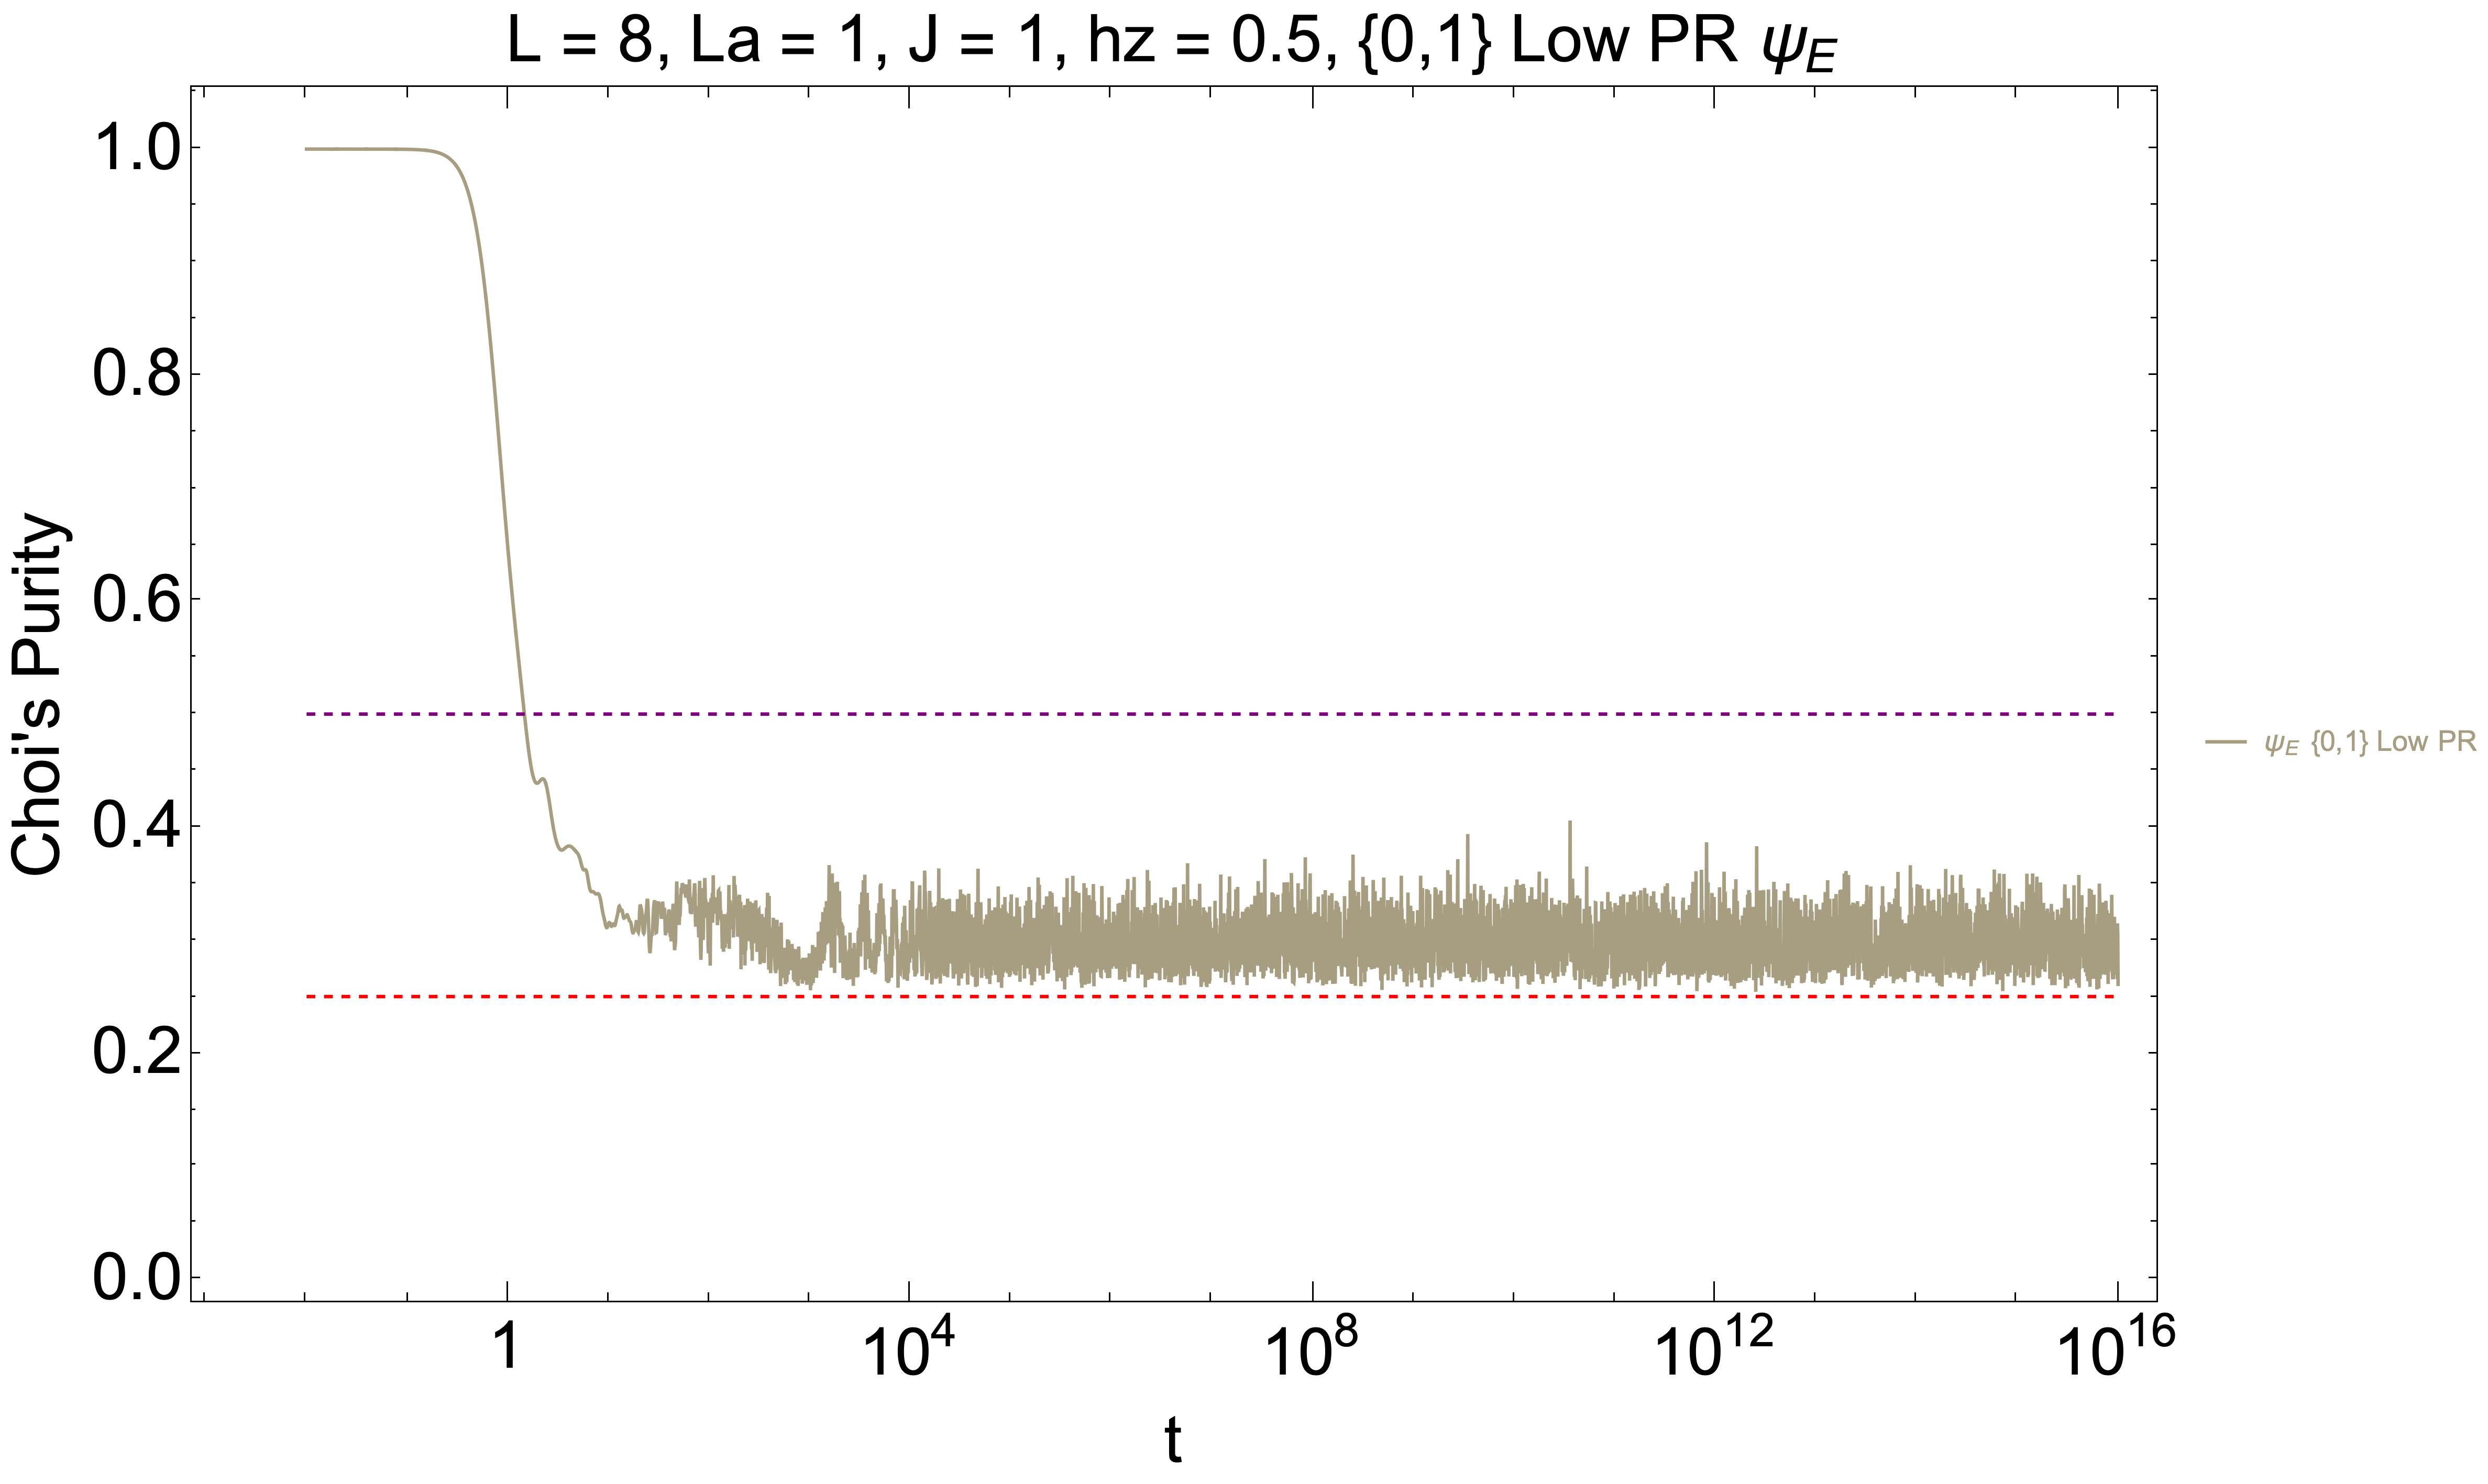 L = 8, La = 1, J = 1, hz = 0.5, {0,1} Low PR ψE
Choi's Purity
1.0
0.8
0.6
0.4
0.2
0.0
1
10^4
10^8
10^12
10^16
t
ψE {0,1} Low PR